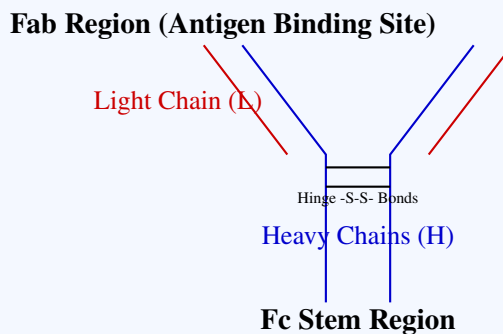 Fab Region (Antigen Binding Site)
Light Chain (L)
Hinge -S-S- Bonds
Heavy Chains (H)
Fc Stem Region